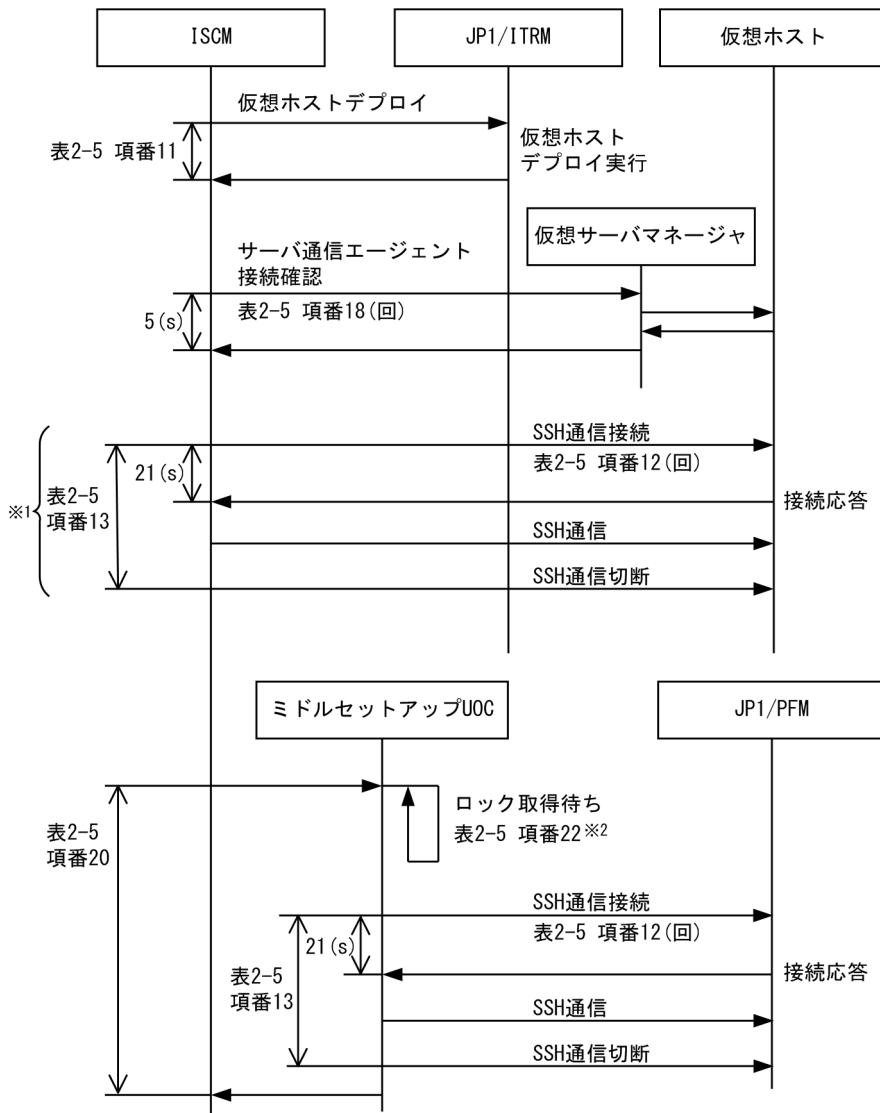 ISCM
JP1/ITRM
仮想ホスト
仮想ホストデプロイ
表2-5 項番11
仮想ホスト
デプロイ実行
仮想サーバマネージャ
サーバ通信エージェント
接続確認
表2-5 項番18(回)
5(s)
SSH通信接続
表2-5 項番12(回)
21(s)
※1
表2-5
項番13
接続応答
SSH通信
SSH通信切断
ミドルセットアップUOC
JP1/PFM
ロック取得待ち
表2-5 項番22※2
表2-5
項番20
SSH通信接続
表2-5 項番12(回)
21(s)
表2-5
項番13
接続応答
SSH通信
SSH通信切断